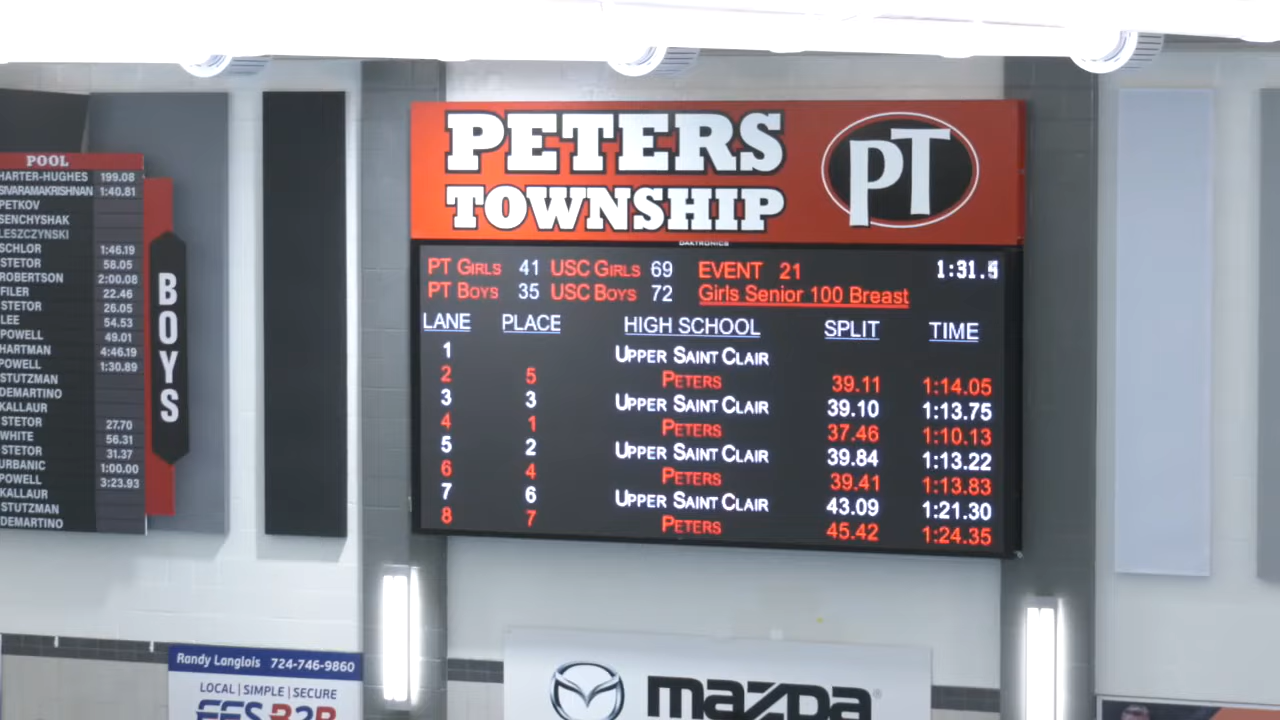 POOL
HARTER-HUGHES 199.08
SIVARAMAKRISHNAN 1:40.81
PETKOV
SENCHYSHAK
LESZCZYNSKI
SCHLOR 1:46.19
STETOR 58.05
ROBERTSON 2:00.08
FILER 22.46
STETOR 26.05
LEE 54.53
POWELL 49.01
HARTMAN 4:46.19
POWELL 1:30.89
STUTZMAN
DEMARTINO
KALLAUR
STETOR 27.70
WHITE 56.31
STETOR 31.37
URBANIC 1:00.00
POWELL 3:23.93
KALLAUR
STUTZMAN
DEMARTINO
BOYS
PETERS
TOWNSHIP
PT
DAKTRONICS
PT GIRLS 41 USC GIRLS 69 EVENT 21 1:31.5
PT BOYS 35 USC BOYS 72 Girls Senior 100 Breast
LANE PLACE HIGH SCHOOL SPLIT TIME
1 UPPER SAINT CLAIR
2 5 PETERS 39.11 1:14.05
3 3 UPPER SAINT CLAIR 39.10 1:13.75
4 1 PETERS 37.46 1:10.13
5 2 UPPER SAINT CLAIR 39.84 1:13.22
6 4 PETERS 39.41 1:13.83
7 6 UPPER SAINT CLAIR 43.09 1:21.30
8 7 PETERS 45.42 1:24.35
Randy Langlois 724-746-9860
LOCAL | SIMPLE | SECURE
EFS B2B
mazda